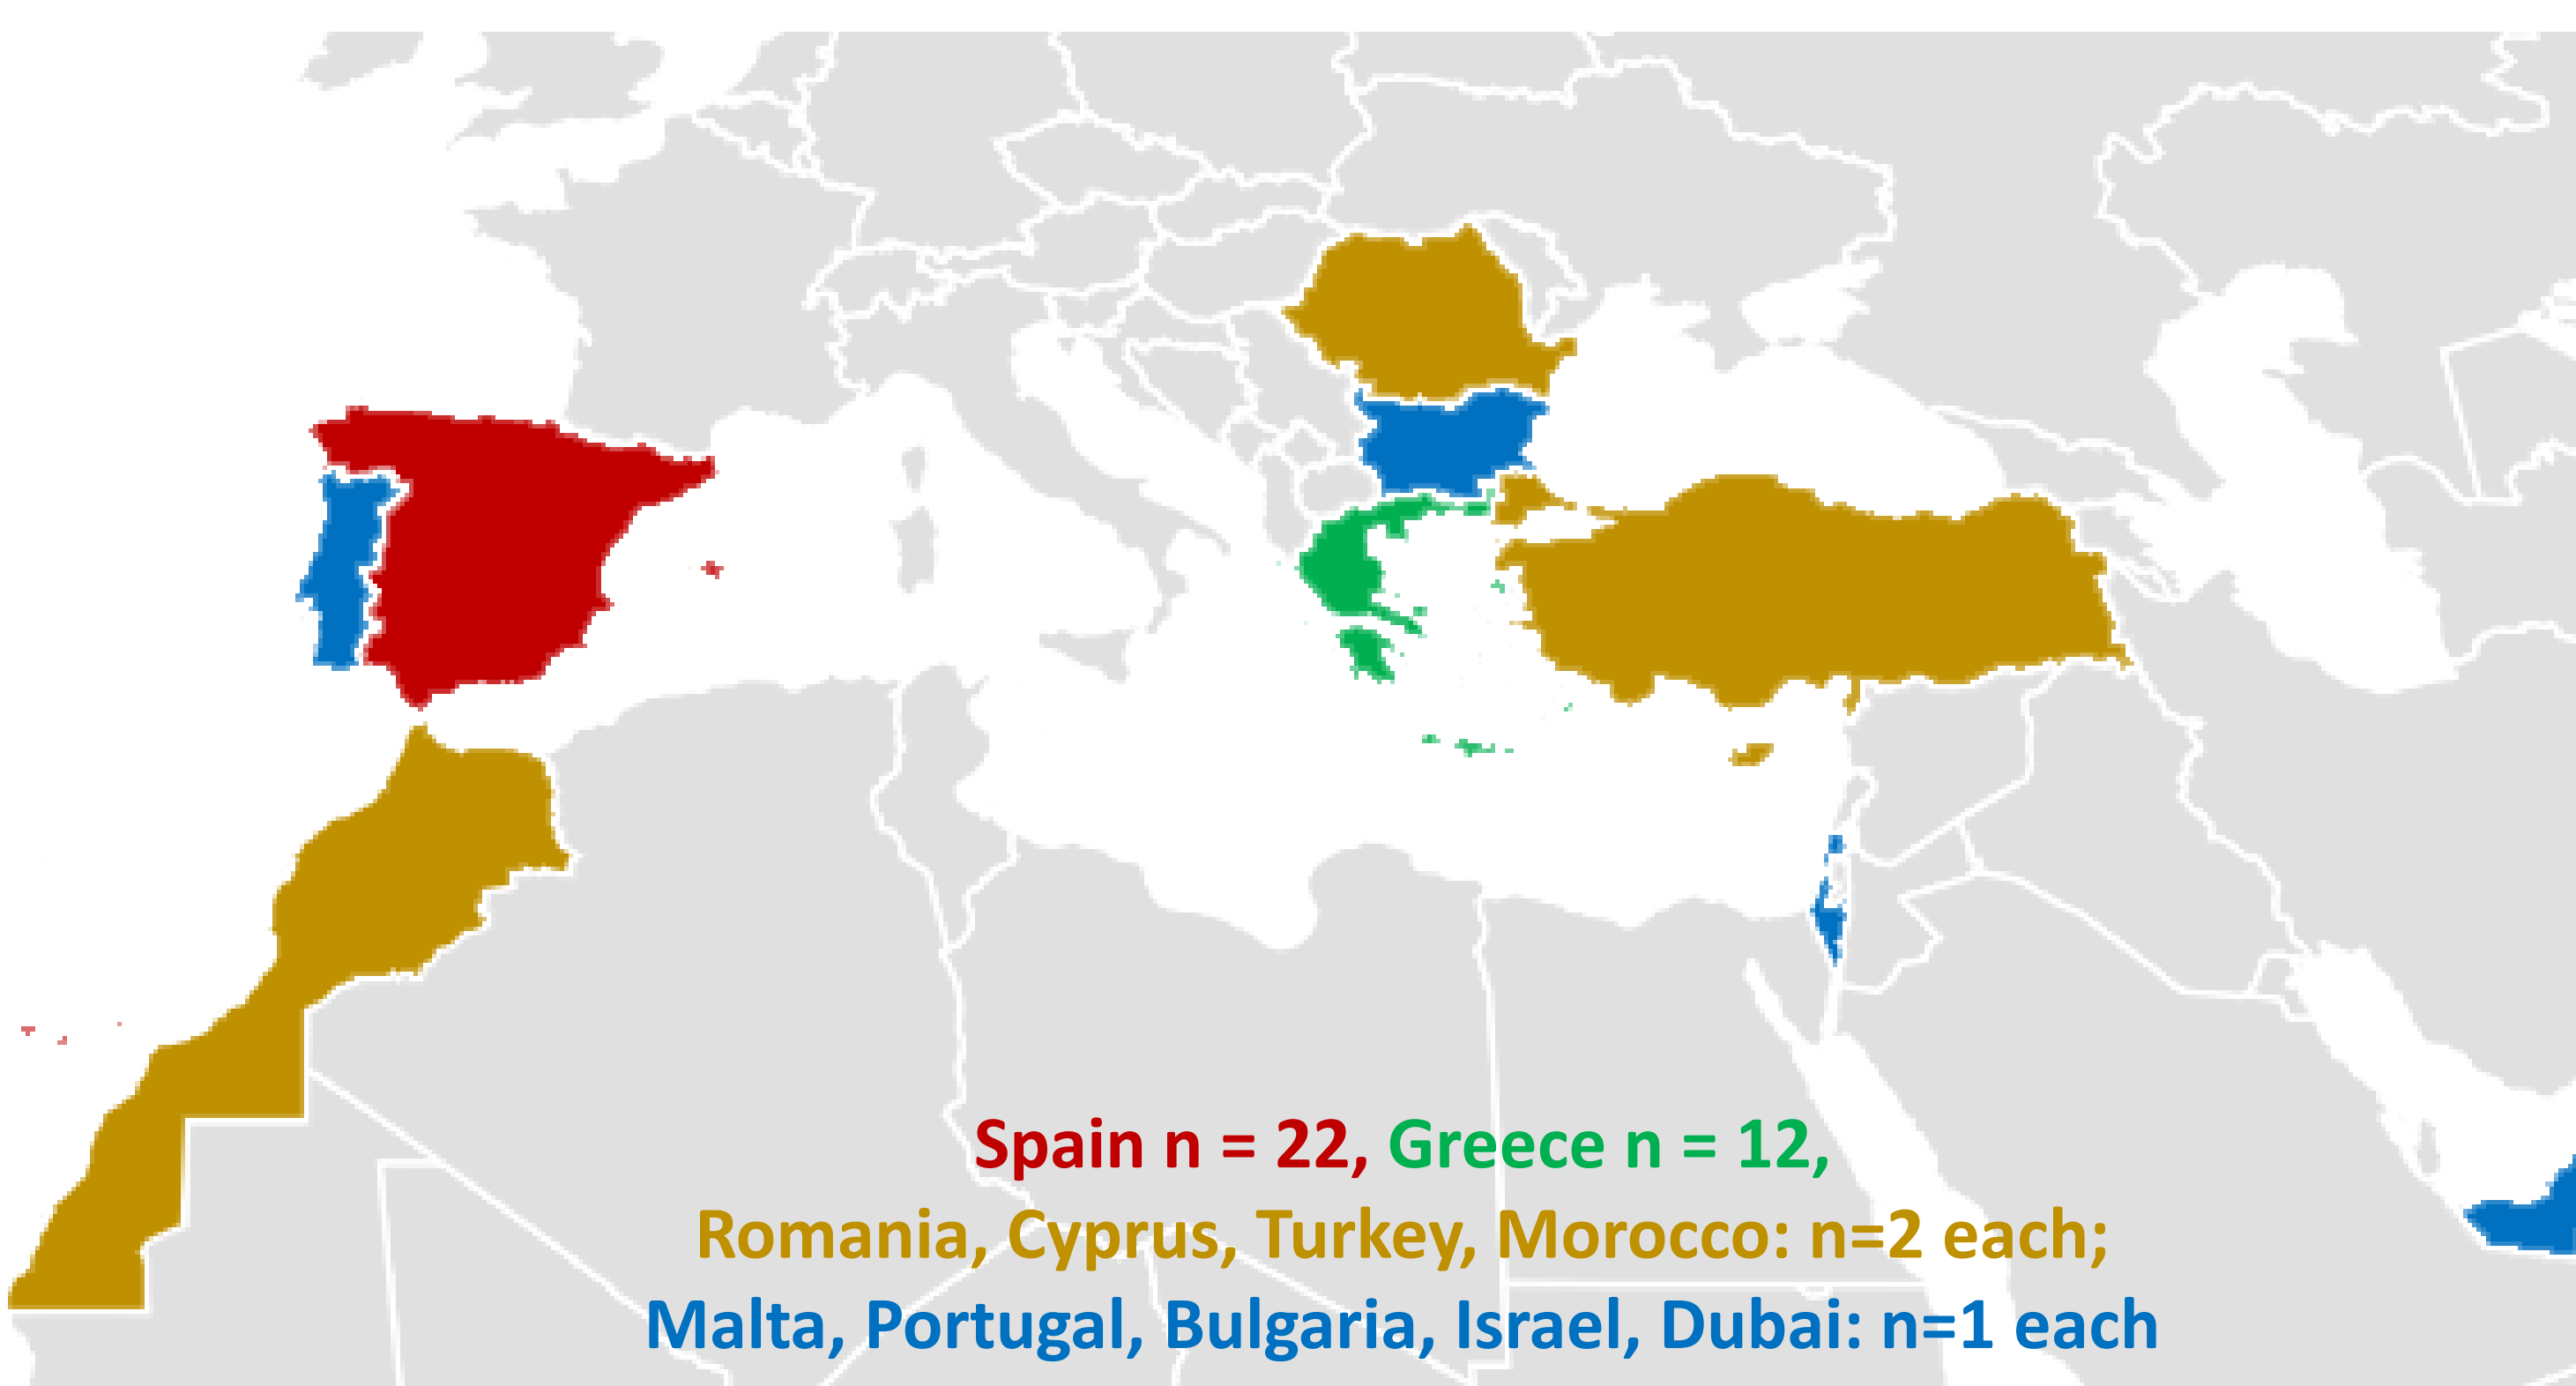 Spain n = 22, Greece n = 12,
Romania, Cyprus, Turkey, Morocco: n=2 each;
Malta, Portugal, Bulgaria, Israel, Dubai: n=1 each